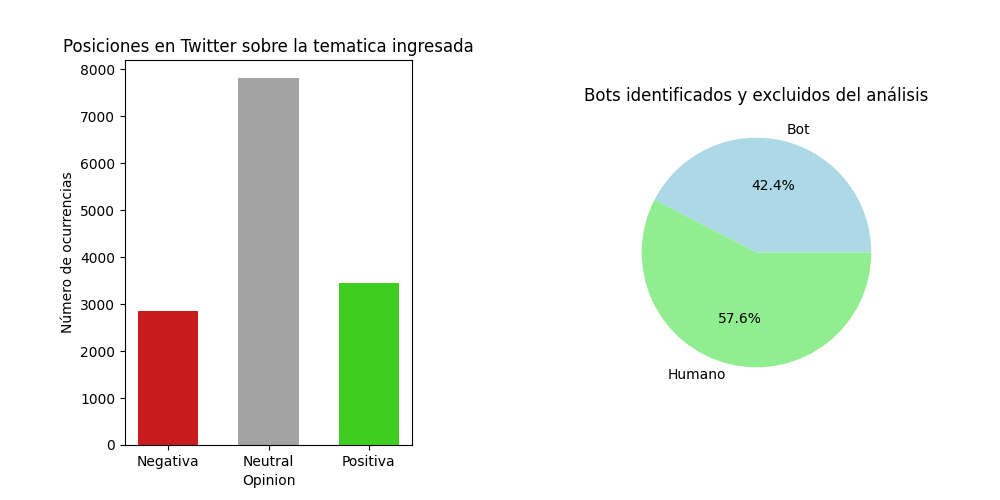 Posiciones en Twitter sobre la tematica ingresada
Número de ocurrencias
8000
7000
6000
5000
4000
3000
2000
1000
0
Negativa
Neutral
Positiva
Opinion
Bots identificados y excluidos del análisis
Bot
42.4%
57.6%
Humano